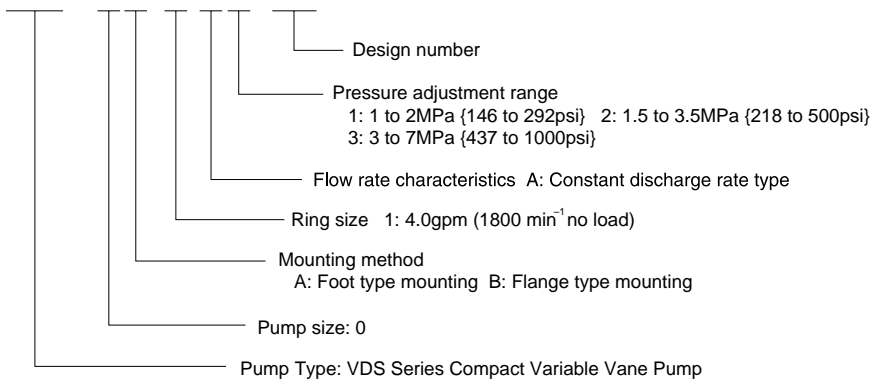 Design number
Pressure adjustment range
1: 1 to 2MPa {146 to 292psi} 2: 1.5 to 3.5MPa {218 to 500psi}
3: 3 to 7MPa {437 to 1000psi}
Flow rate characteristics A: Constant discharge rate type
Ring size 1: 4.0gpm (1800 min⁻¹ no load)
Mounting method
A: Foot type mounting B: Flange type mounting
Pump size: 0
Pump Type: VDS Series Compact Variable Vane Pump